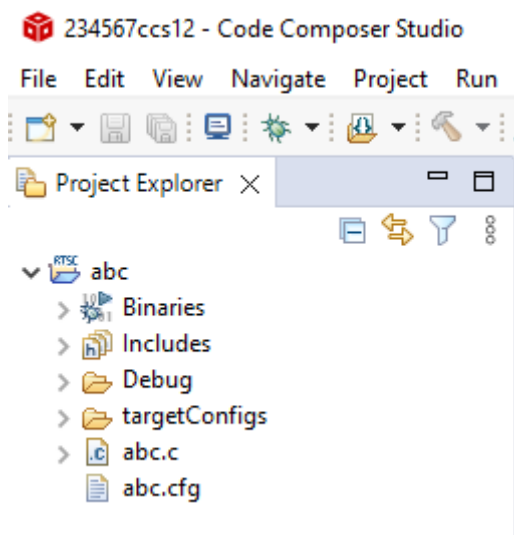 234567ccs12 - Code Composer Studio
File Edit View Navigate Project Run
Project Explorer
RTSC
abc
Binaries
Includes
Debug
targetConfigs
.c abc.c
abc.cfg